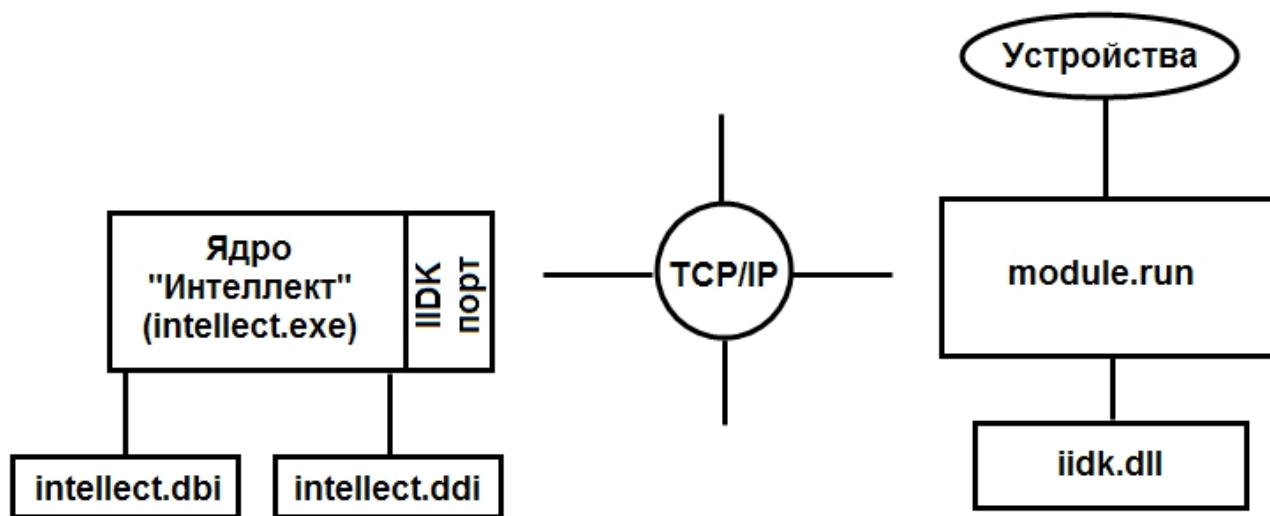 Устройства
Ядро
"Интеллект"
(intellect.exe)
IIDK
порт
TCP/IP
module.run
intellect.dbi
intellect.ddi
iidk.dll